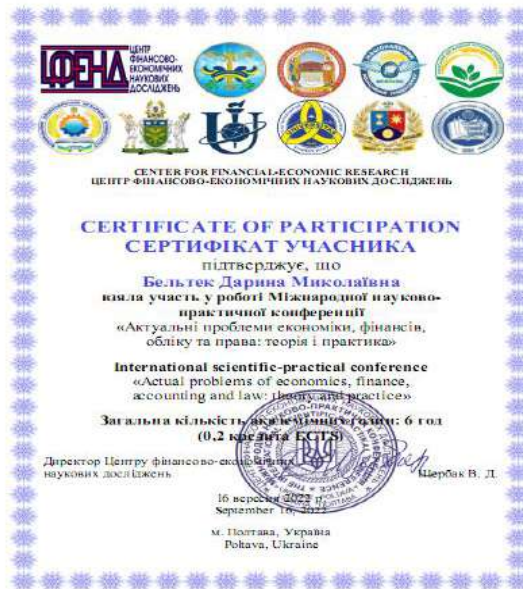 ЦФЕНД
ЦЕНТР
ФІНАНСОВО-
ЕКОНОМІЧНИХ
НАУКОВИХ
ДОСЛІДЖЕНЬ
CENTER FOR FINANCIAL-ECONOMIC RESEARCH
ЦЕНТР ФІНАНСОВО-ЕКОНОМІЧНИХ НАУКОВИХ ДОСЛІДЖЕНЬ
CERTIFICATE OF PARTICIPATION
СЕРТИФІКАТ УЧАСНИКА
підтверджує, що
Бельтек Дарина Миколаївна
взяла участь у роботі Міжнародної науково-
практичної конференції
«Актуальні проблеми економіки, фінансів,
обліку та права: теорія і практика»
International scientific-practical conference
«Actual problems of economics, finance,
accounting and law: theory and practice»
Загальна кількість академічних годин: 6 год
(0,2 кредита ECTS)
Директор Центру фінансово-економічних
наукових досліджень
Щербак В. Д.
16 вересня 2022 р
September 16, 2022
м. Полтава, Україна
Poltava, Ukraine